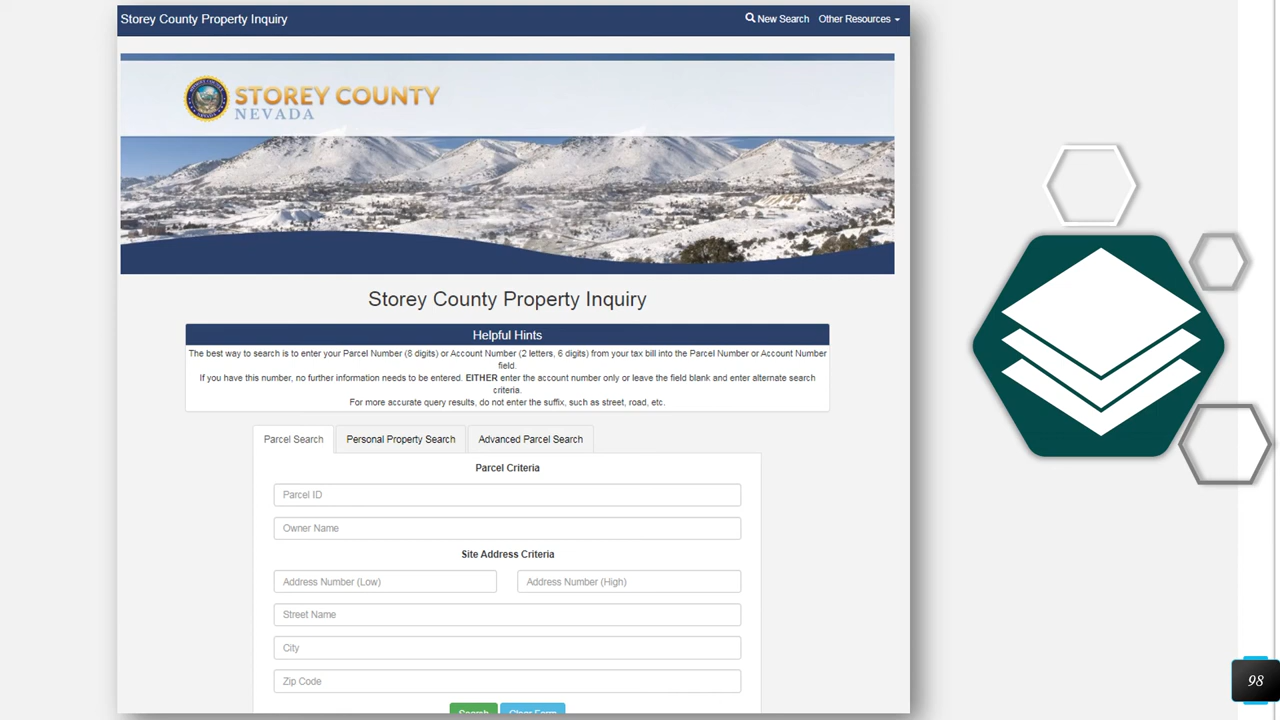 Storey County Property Inquiry
New Search Other Resources
STOREY COUNTY
NEVADA
Storey County Property Inquiry
Helpful Hints
The best way to search is to enter your Parcel Number (8 digits) or Account Number (2 letters, 6 digits) from your tax bill into the Parcel Number or Account Number
field.
If you have this number, no further information needs to be entered. EITHER enter the account number only or leave the field blank and enter alternate search
criteria.
For more accurate query results, do not enter the suffix, such as street, road, etc.
Parcel Search Personal Property Search Advanced Parcel Search
Parcel Criteria
Parcel ID
Owner Name
Site Address Criteria
Address Number (Low) Address Number (High)
Street Name
City
Zip Code
Search Clear Form
98